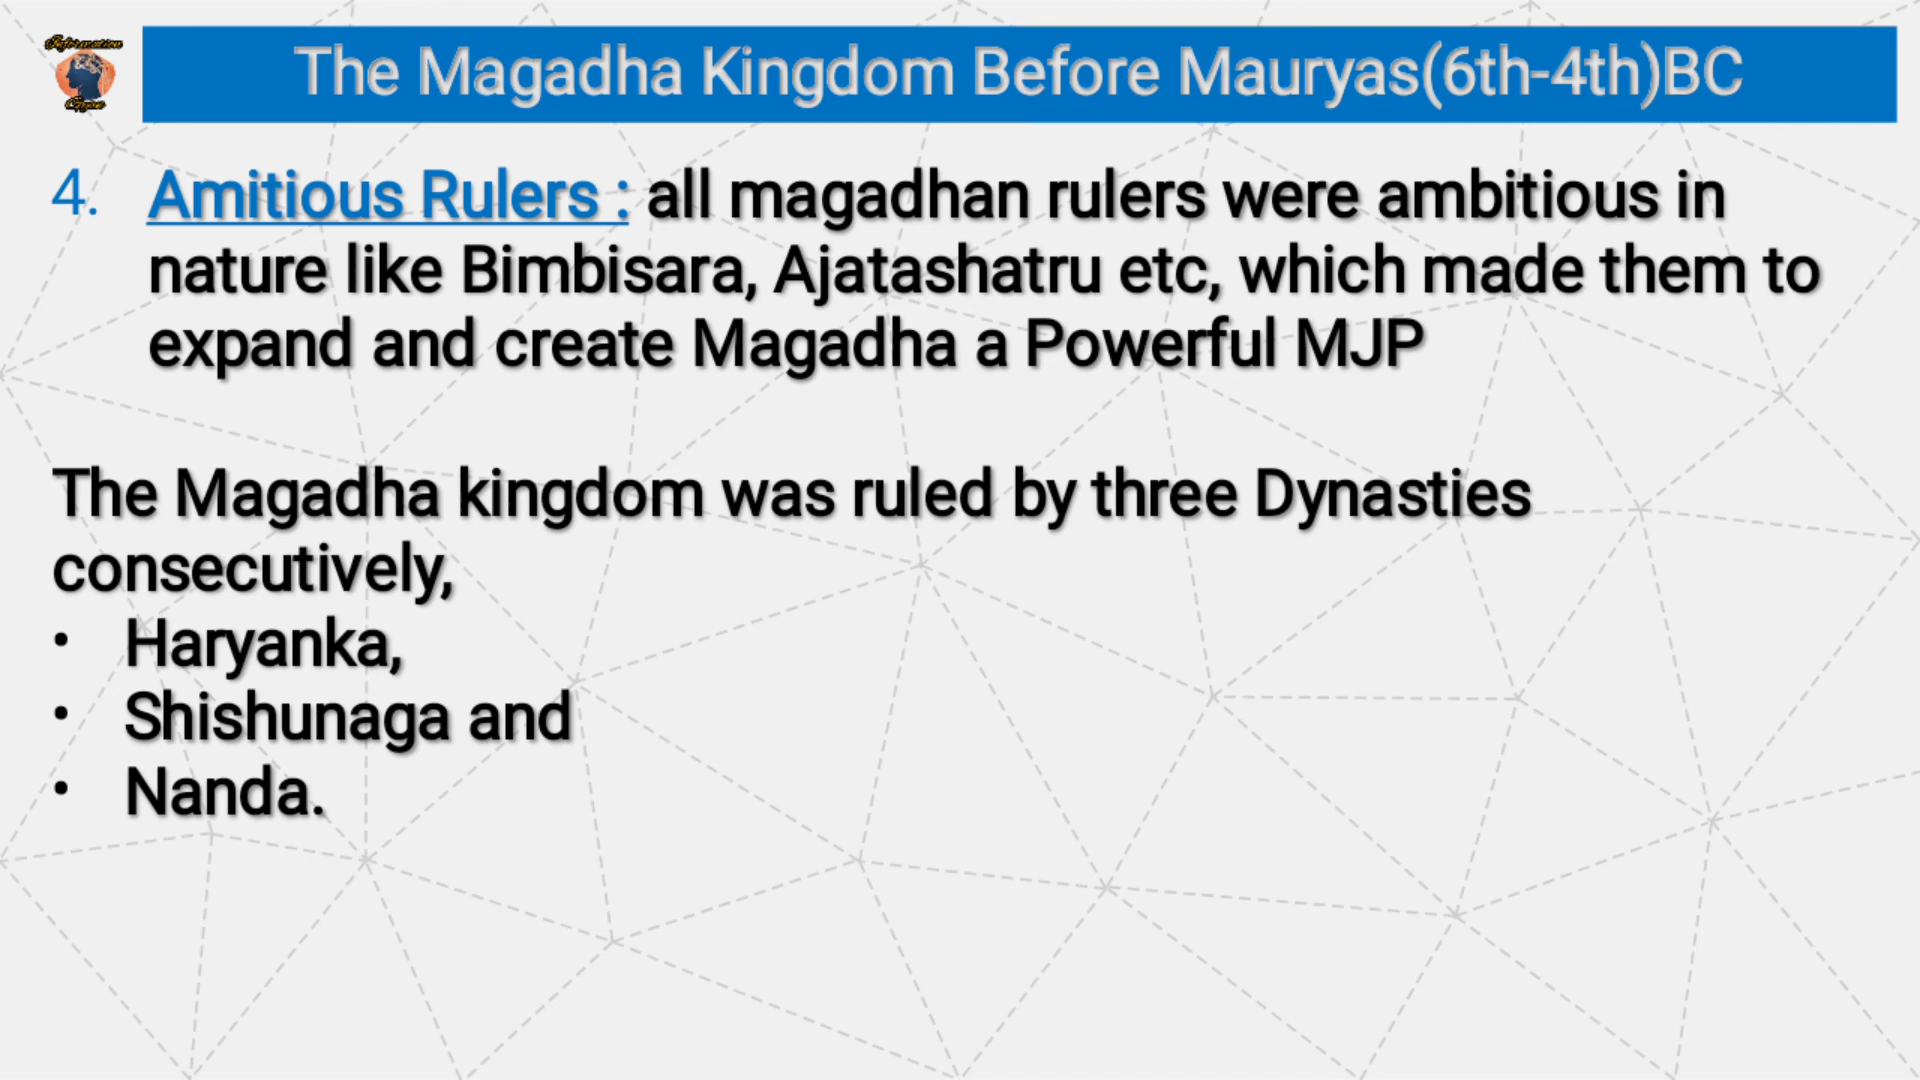 Information
Gyan
The Magadha Kingdom Before Mauryas(6th-4th)BC
4. Amitious Rulers : all magadhan rulers were ambitious in
nature like Bimbisara, Ajatashatru etc, which made them to
expand and create Magadha a Powerful MJP
The Magadha kingdom was ruled by three Dynasties
consecutively,
• Haryanka,
• Shishunaga and
• Nanda.